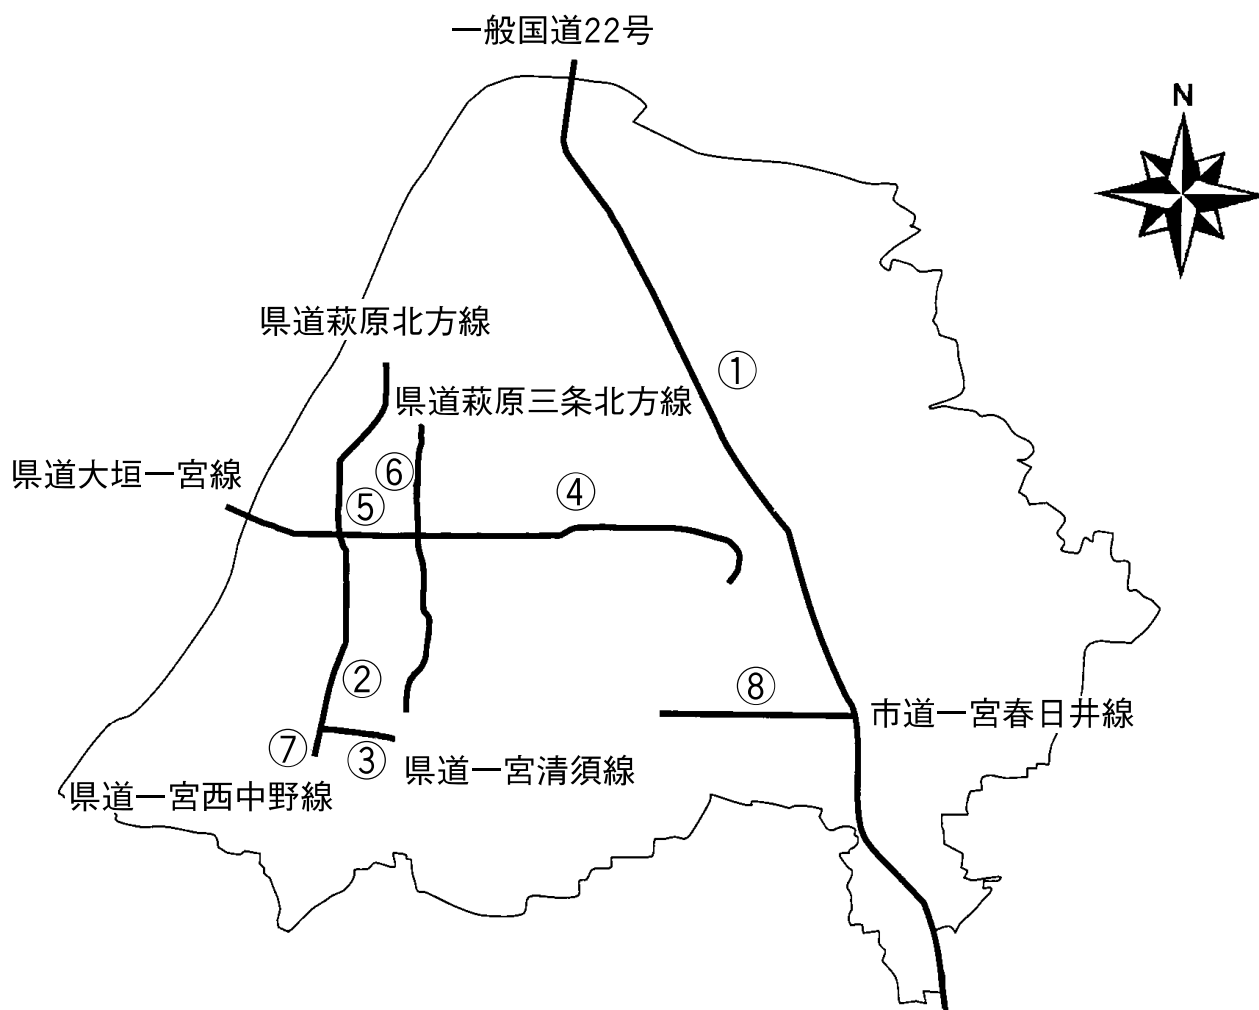 一般国道22号
N
県道萩原北方線
①
県道萩原三条北方線
県道大垣一宮線
⑥
④
⑤
②
⑧
市道一宮春日井線
⑦
③
県道一宮清須線
県道一宮西中野線